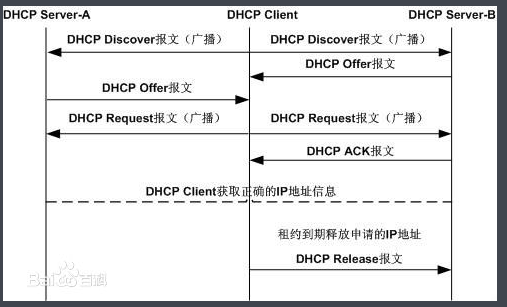 DHCP Server-A DHCP Client DHCP Server-B
DHCP Discover报文（广播） DHCP Discover报文（广播）
DHCP Offer报文
DHCP Offer报文
DHCP Request报文（广播） DHCP Request报文（广播）
DHCP ACK报文
DHCP Client获取正确的IP地址信息
租约到期释放申请的IP地址
DHCP Release报文
Baidu百科